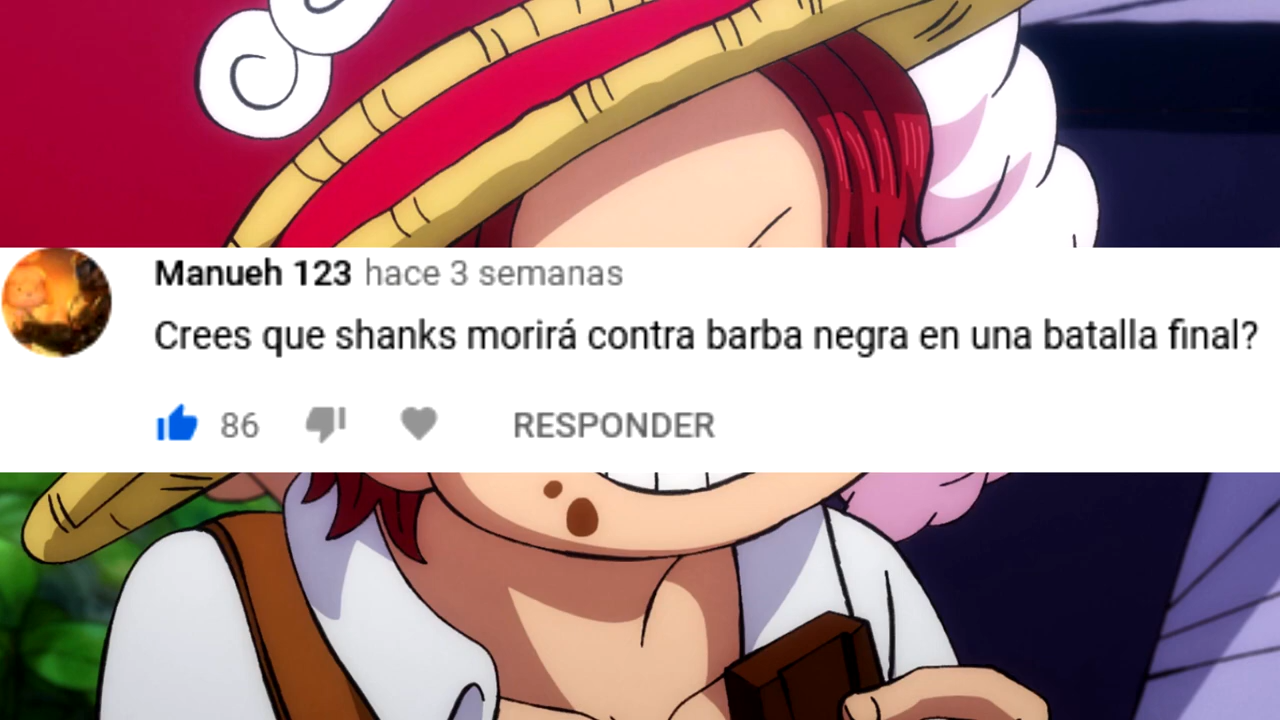 Manueh 123 hace 3 semanas
Crees que shanks morirá contra barba negra en una batalla final?
86
RESPONDER